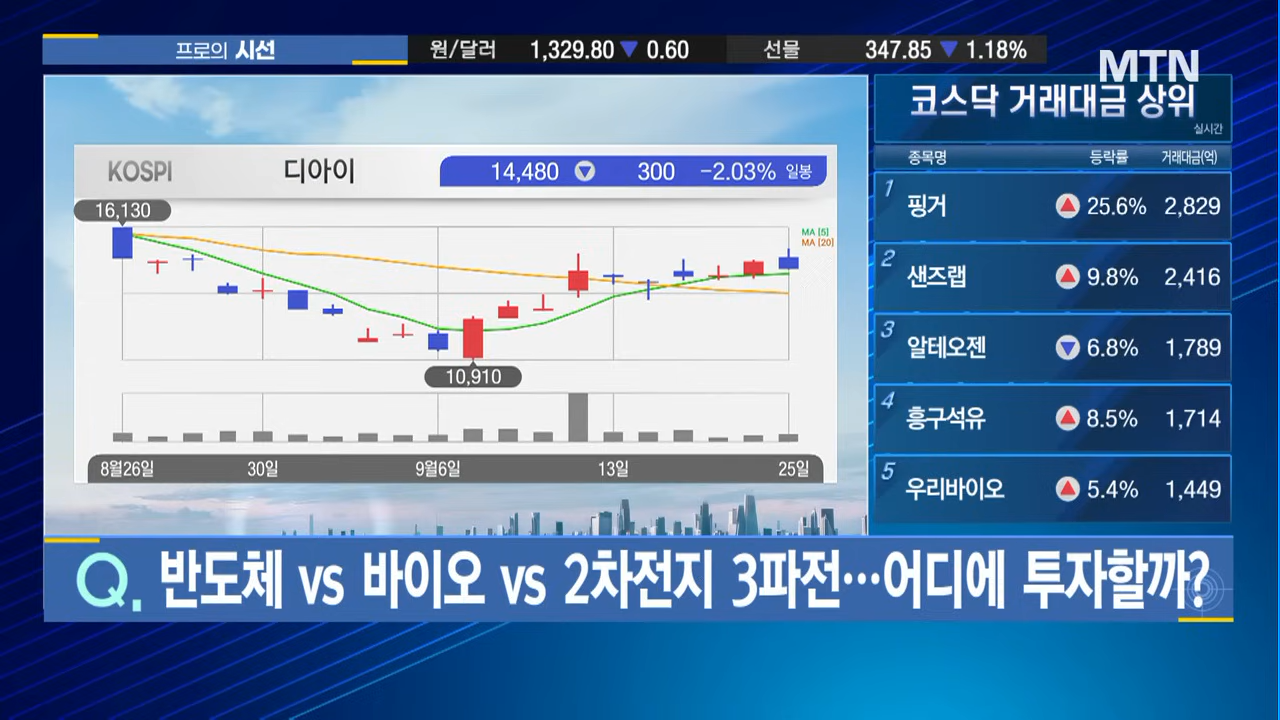 프로의 시선
원/달러 1,329.80 ▼ 0.60 선물 347.85 ▼ 1.18%
MTN
KOSPI 디아이 14,480 ▼ 300 -2.03% 일봉
16,130
MA [5]
MA [20]
10,910
8월26일 30일 9월6일 13일 25일
코스닥 거래대금 상위
실시간
종목명 등락률 거래대금(억)
1 핑거 ▲ 25.6% 2,829
2 샌즈랩 ▲ 9.8% 2,416
3 알테오젠 ▼ 6.8% 1,789
4 흥구석유 ▲ 8.5% 1,714
5 우리바이오 ▲ 5.4% 1,449
Q. 반도체 vs 바이오 vs 2차전지 3파전…어디에 투자할까?